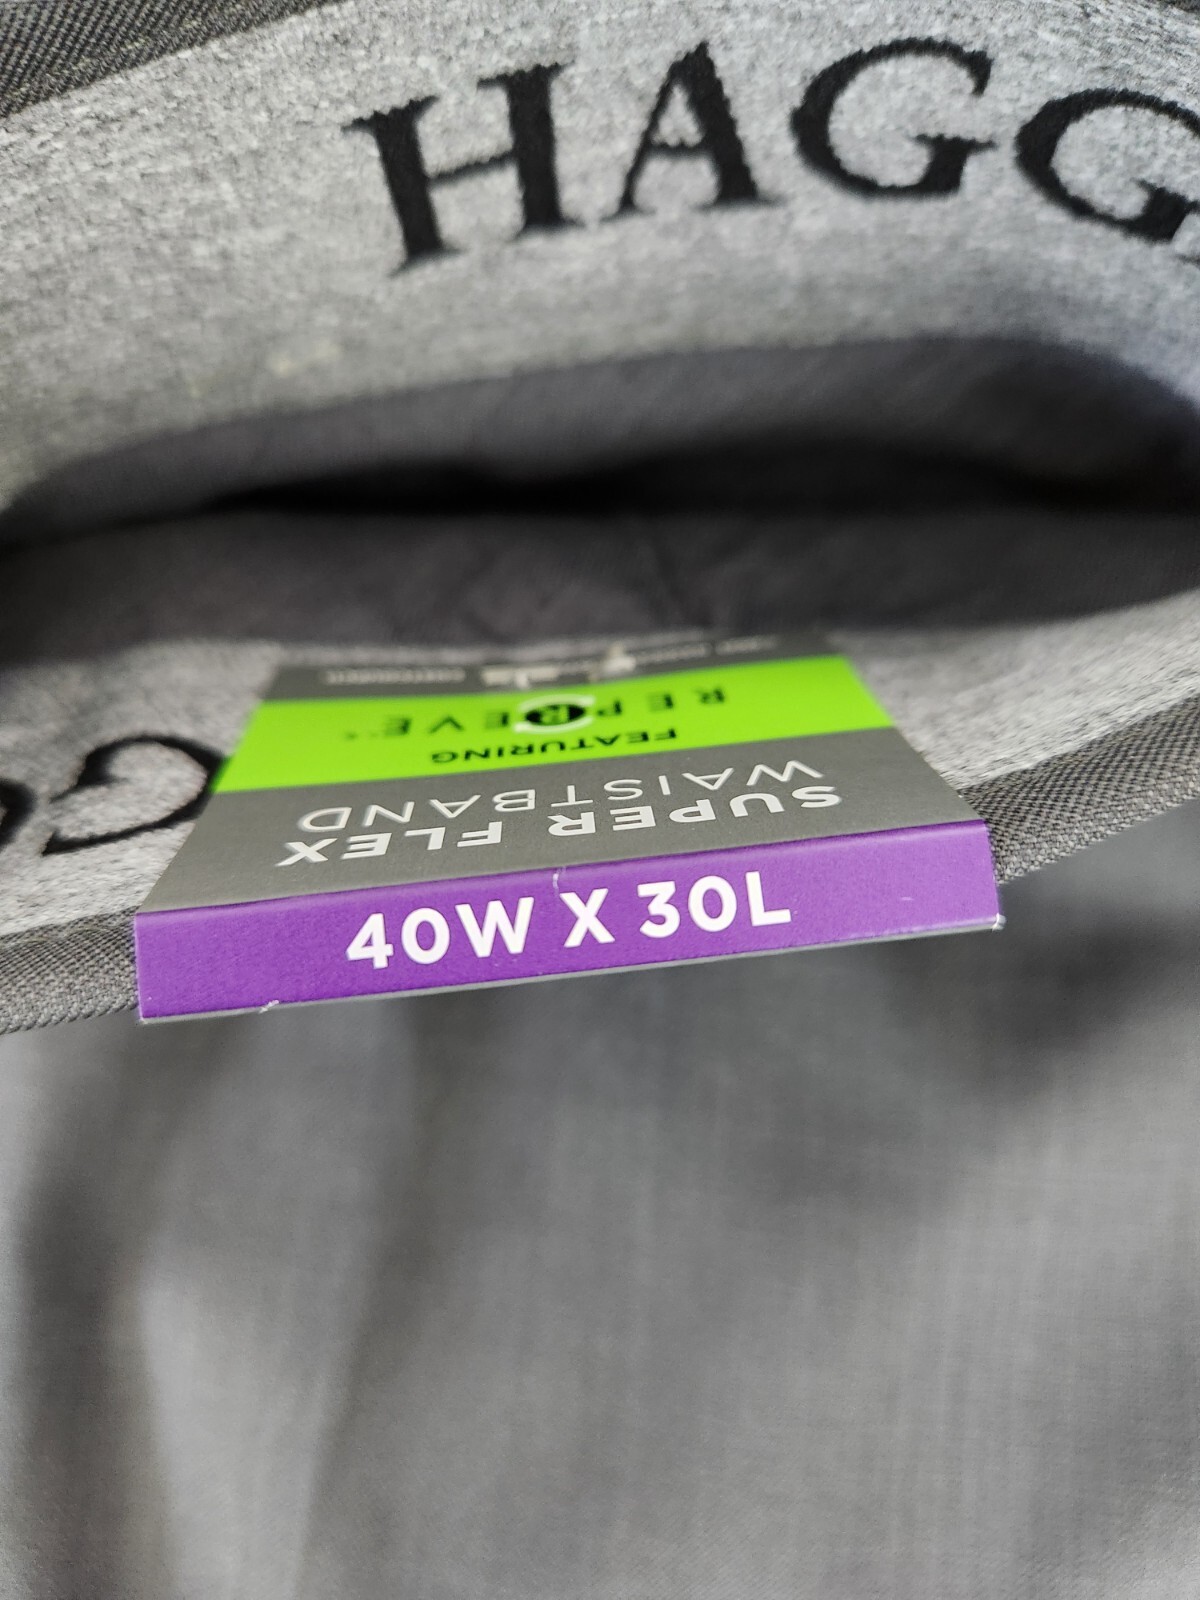 HAGG
REPREVE
FEATURING
SUPER FLEX
WAISTBAND
40W X 30L